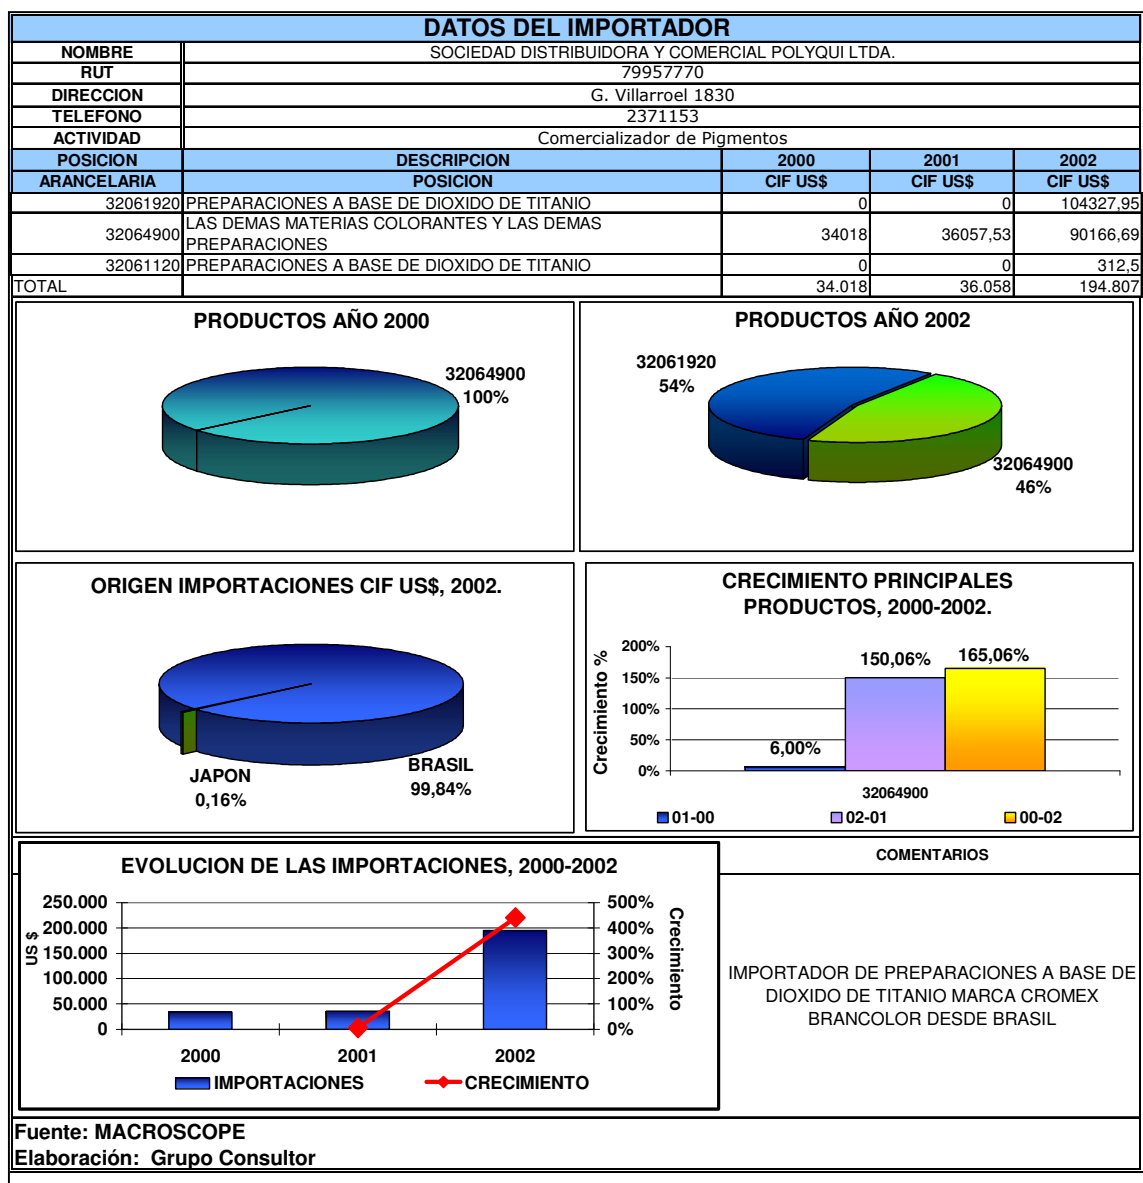 DATOS DEL IMPORTADOR
NOMBRE SOCIEDAD DISTRIBUIDORA Y COMERCIAL POLYQUI LTDA.
RUT 79957770
DIRECCION G. Villarroel 1830
TELEFONO 2371153
ACTIVIDAD Comercializador de Pigmentos
POSICION DESCRIPCION 2000 2001 2002
ARANCELARIA POSICION CIF US$ CIF US$ CIF US$
32061920 PREPARACIONES A BASE DE DIOXIDO DE TITANIO 0 0 104327,95
LAS DEMAS MATERIAS COLORANTES Y LAS DEMAS
32064900 PREPARACIONES 34018 36057,53 90166,69
32061120 PREPARACIONES A BASE DE DIOXIDO DE TITANIO 0 0 312,5
TOTAL 34.018 36.058 194.807
PRODUCTOS AÑO 2000
32064900
100%
PRODUCTOS AÑO 2002
32061920
54%
32064900
46%
ORIGEN IMPORTACIONES CIF US$, 2002.
JAPON
0,16%
BRASIL
99,84%
CRECIMIENTO PRINCIPALES
PRODUCTOS, 2000-2002.
Crecimiento %
200%
150%
100%
50%
0%
6,00%
150,06%
165,06%
32064900
01-00 02-01 00-02
EVOLUCION DE LAS IMPORTACIONES, 2000-2002
US $
250.000
200.000
150.000
100.000
50.000
0
500%
400%
300%
200%
100%
0%
Crecimiento
2000 2001 2002
IMPORTACIONES CRECIMIENTO
COMENTARIOS
IMPORTADOR DE PREPARACIONES A BASE DE
DIOXIDO DE TITANIO MARCA CROMEX
BRANCOLOR DESDE BRASIL
Fuente: MACROSCOPE
Elaboración: Grupo Consultor